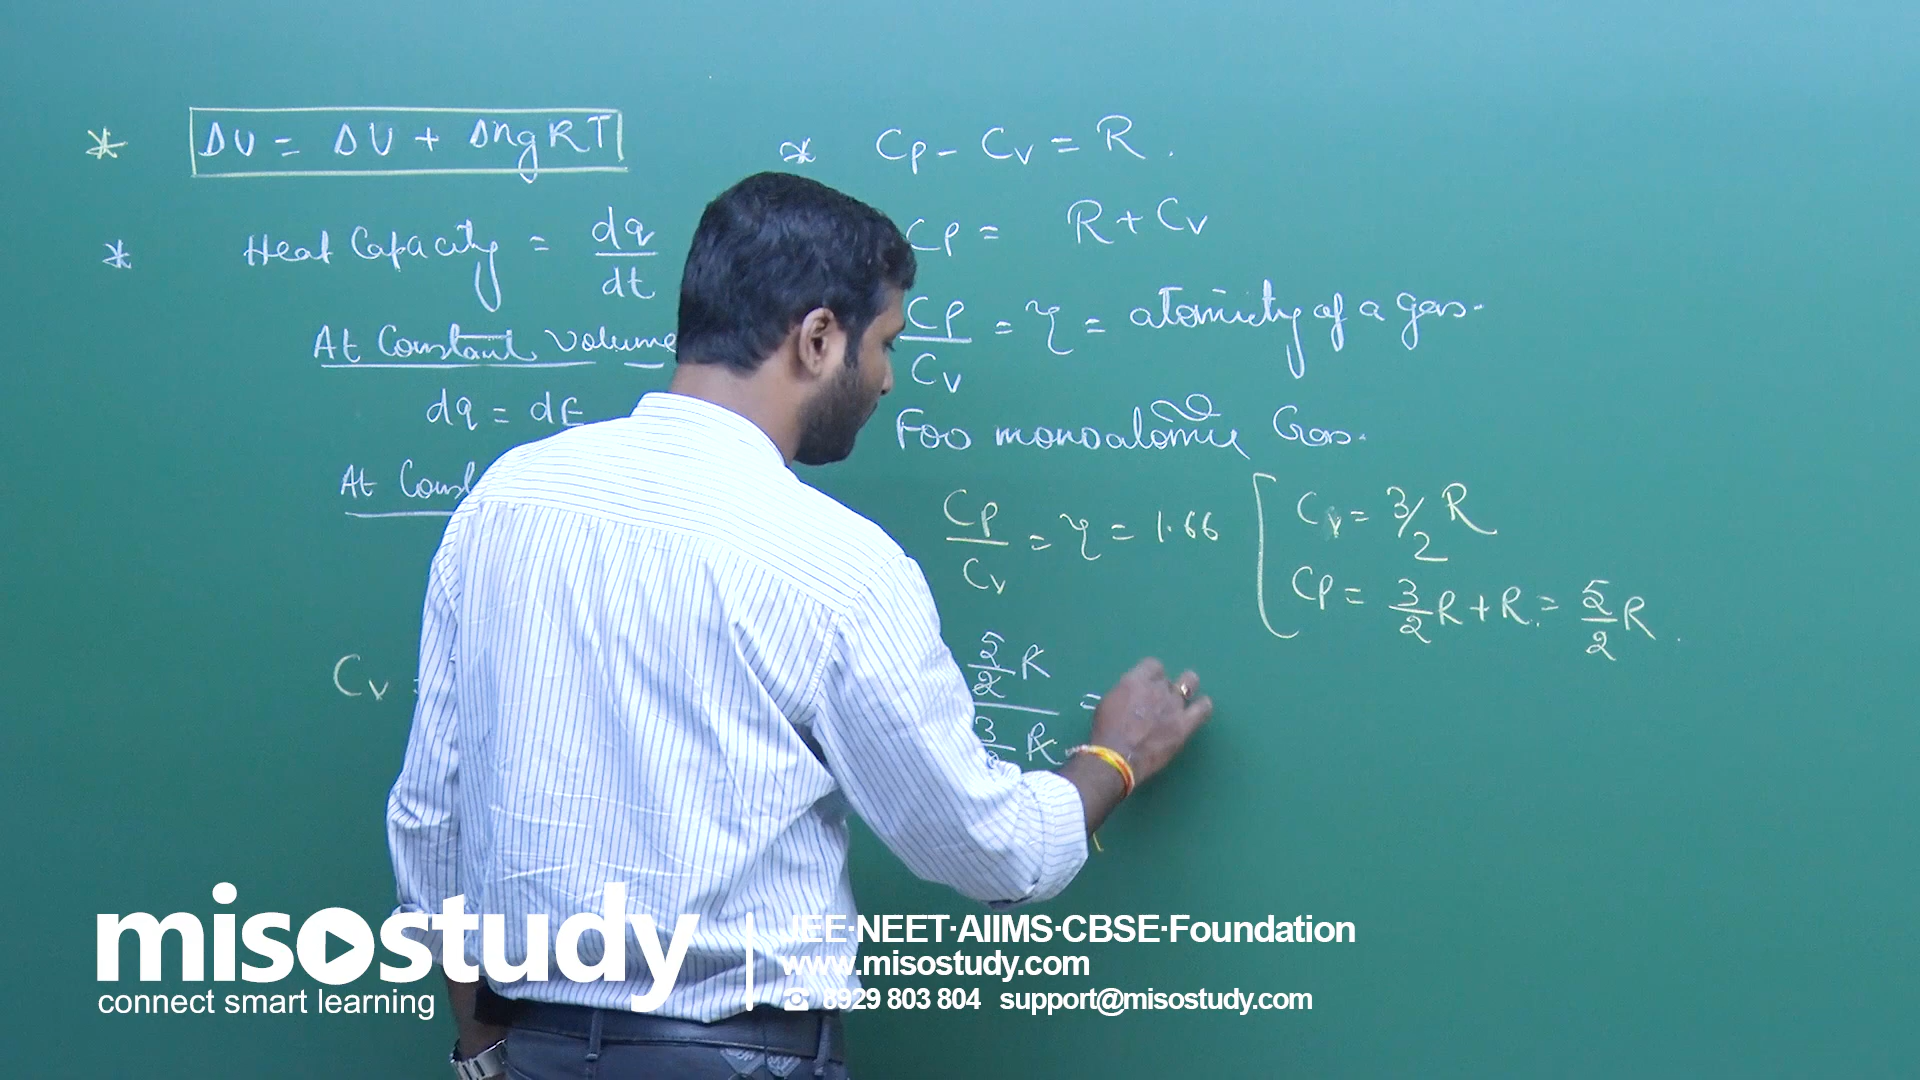 * ΔU = ΔU + ΔngRT
* Heat Capacity = dq/dt
At Constant volume
dq = dE
At Const
Cv =
* Cp - Cv = R.
Cp = R + Cv
Cp/Cv = γ = atomicity of a gas.
For monoatomic Gas.
Cp/Cv = γ = 1.66
Cv = 3/2 R
Cp = 3/2 R + R. = 5/2 R.
5/2 R
3 R
=
misostudy
connect smart learning
JEE·NEET·AIIMS·CBSE·Foundation
www.misostudy.com
8929 803 804 support@misostudy.com